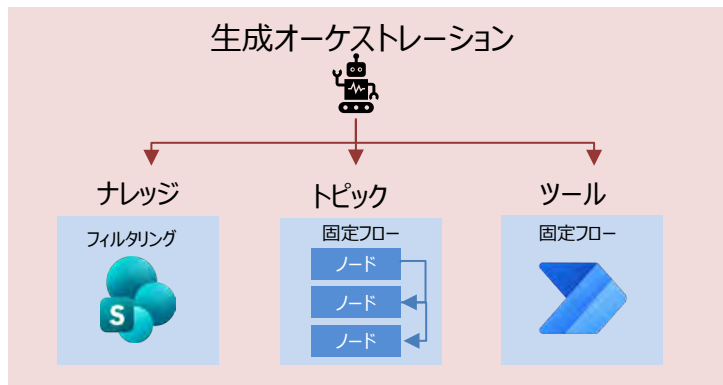 生成オーケストレーション
ナレッジ
トピック
ツール
フィルタリング
固定フロー
固定フロー
ノード
ノード
ノード
S